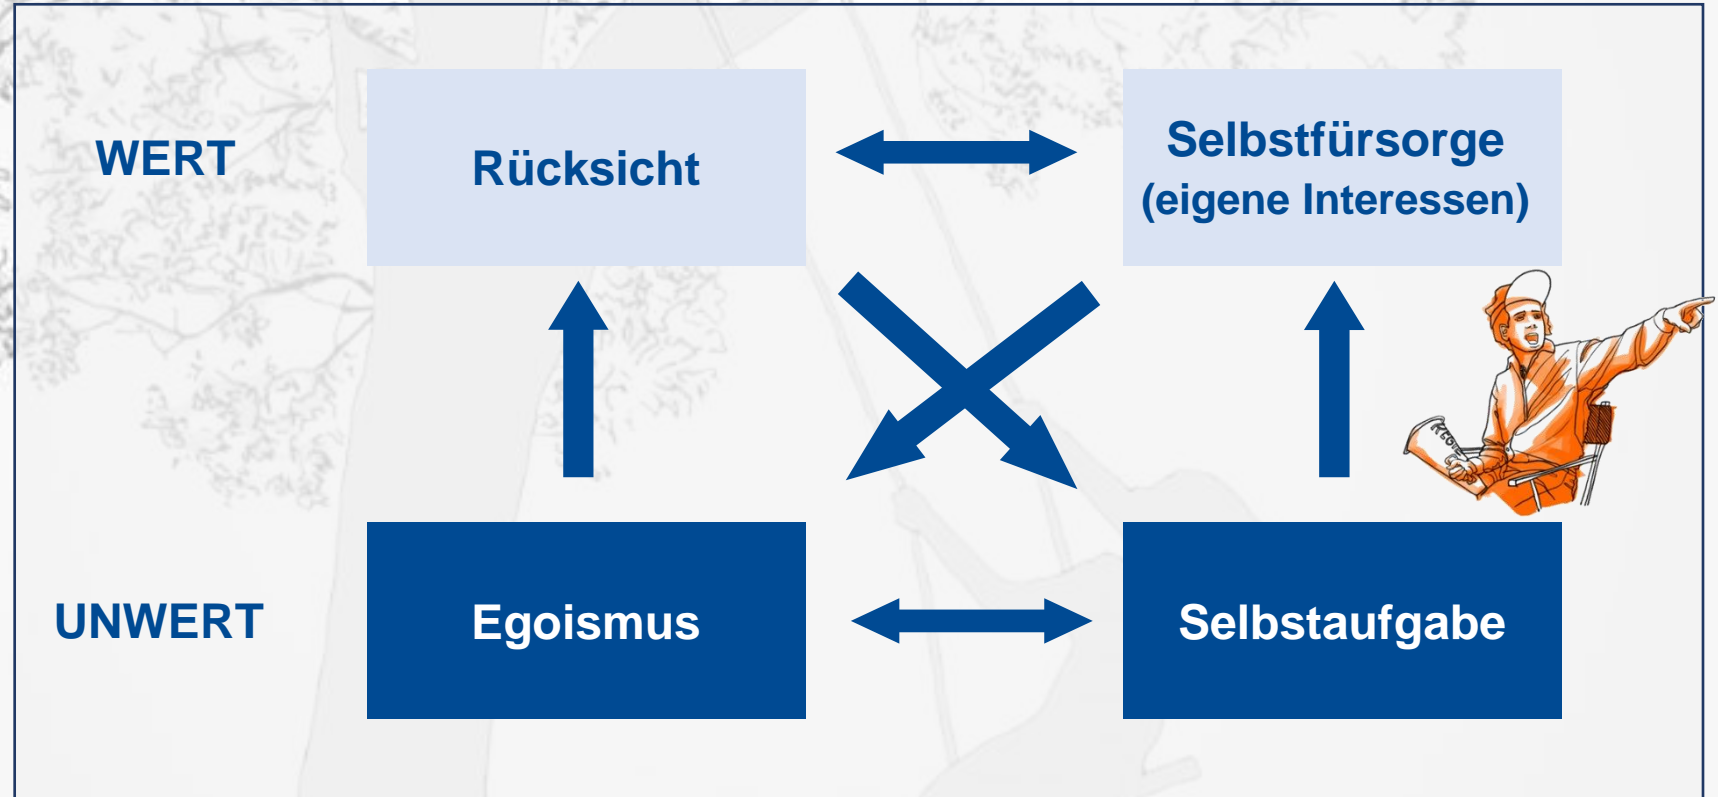 WERT
Rücksicht
Selbstfürsorge
(eigene Interessen)
UNWERT
Egoismus
Selbstaufgabe